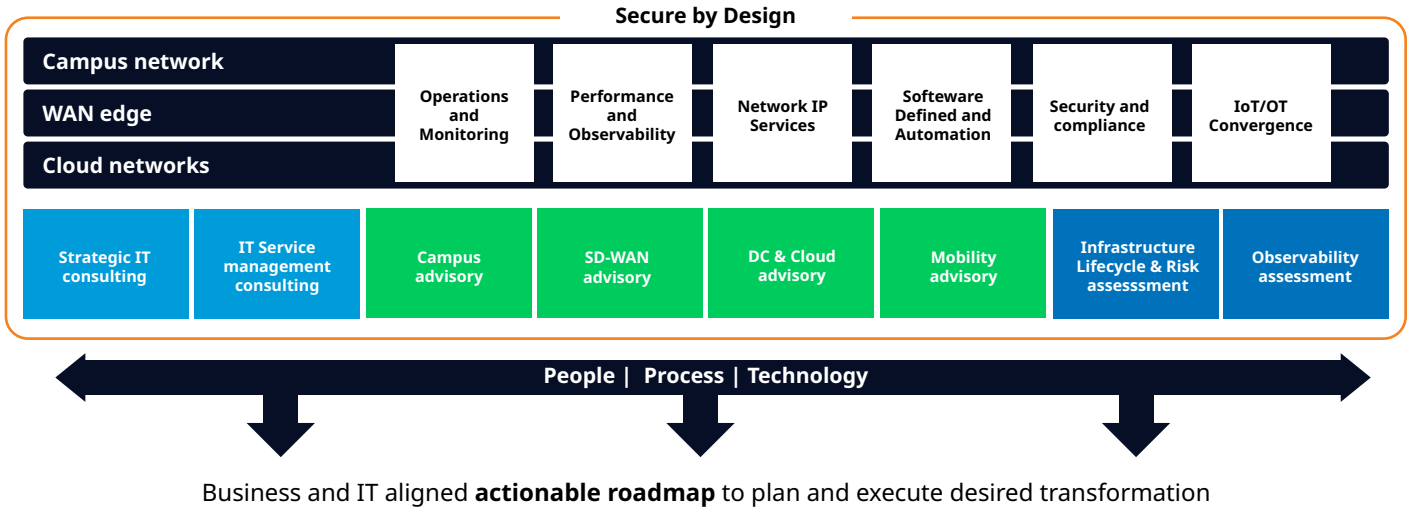 Secure by Design
Campus network
WAN edge
Cloud networks
Operations
and
Monitoring
Performance
and
Observability
Network IP
Services
Softeware
Defined and
Automation
Security and
compliance
IoT/OT
Convergence
Strategic IT
consulting
IT Service
management
consulting
Campus
advisory
SD-WAN
advisory
DC & Cloud
advisory
Mobility
advisory
Infrastructure
Lifecycle & Risk
assesssment
Observability
assessment
People | Process | Technology
Business and IT aligned actionable roadmap to plan and execute desired transformation